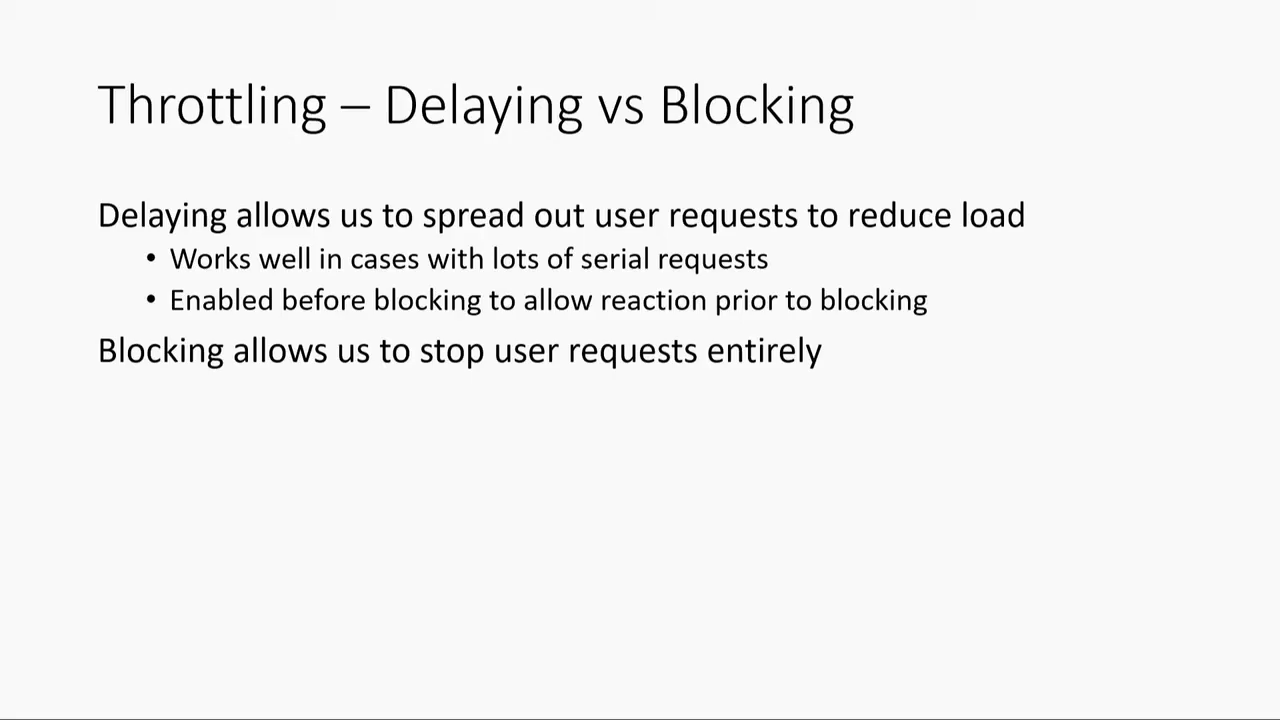 Throttling – Delaying vs Blocking
Delaying allows us to spread out user requests to reduce load
• Works well in cases with lots of serial requests
• Enabled before blocking to allow reaction prior to blocking
Blocking allows us to stop user requests entirely